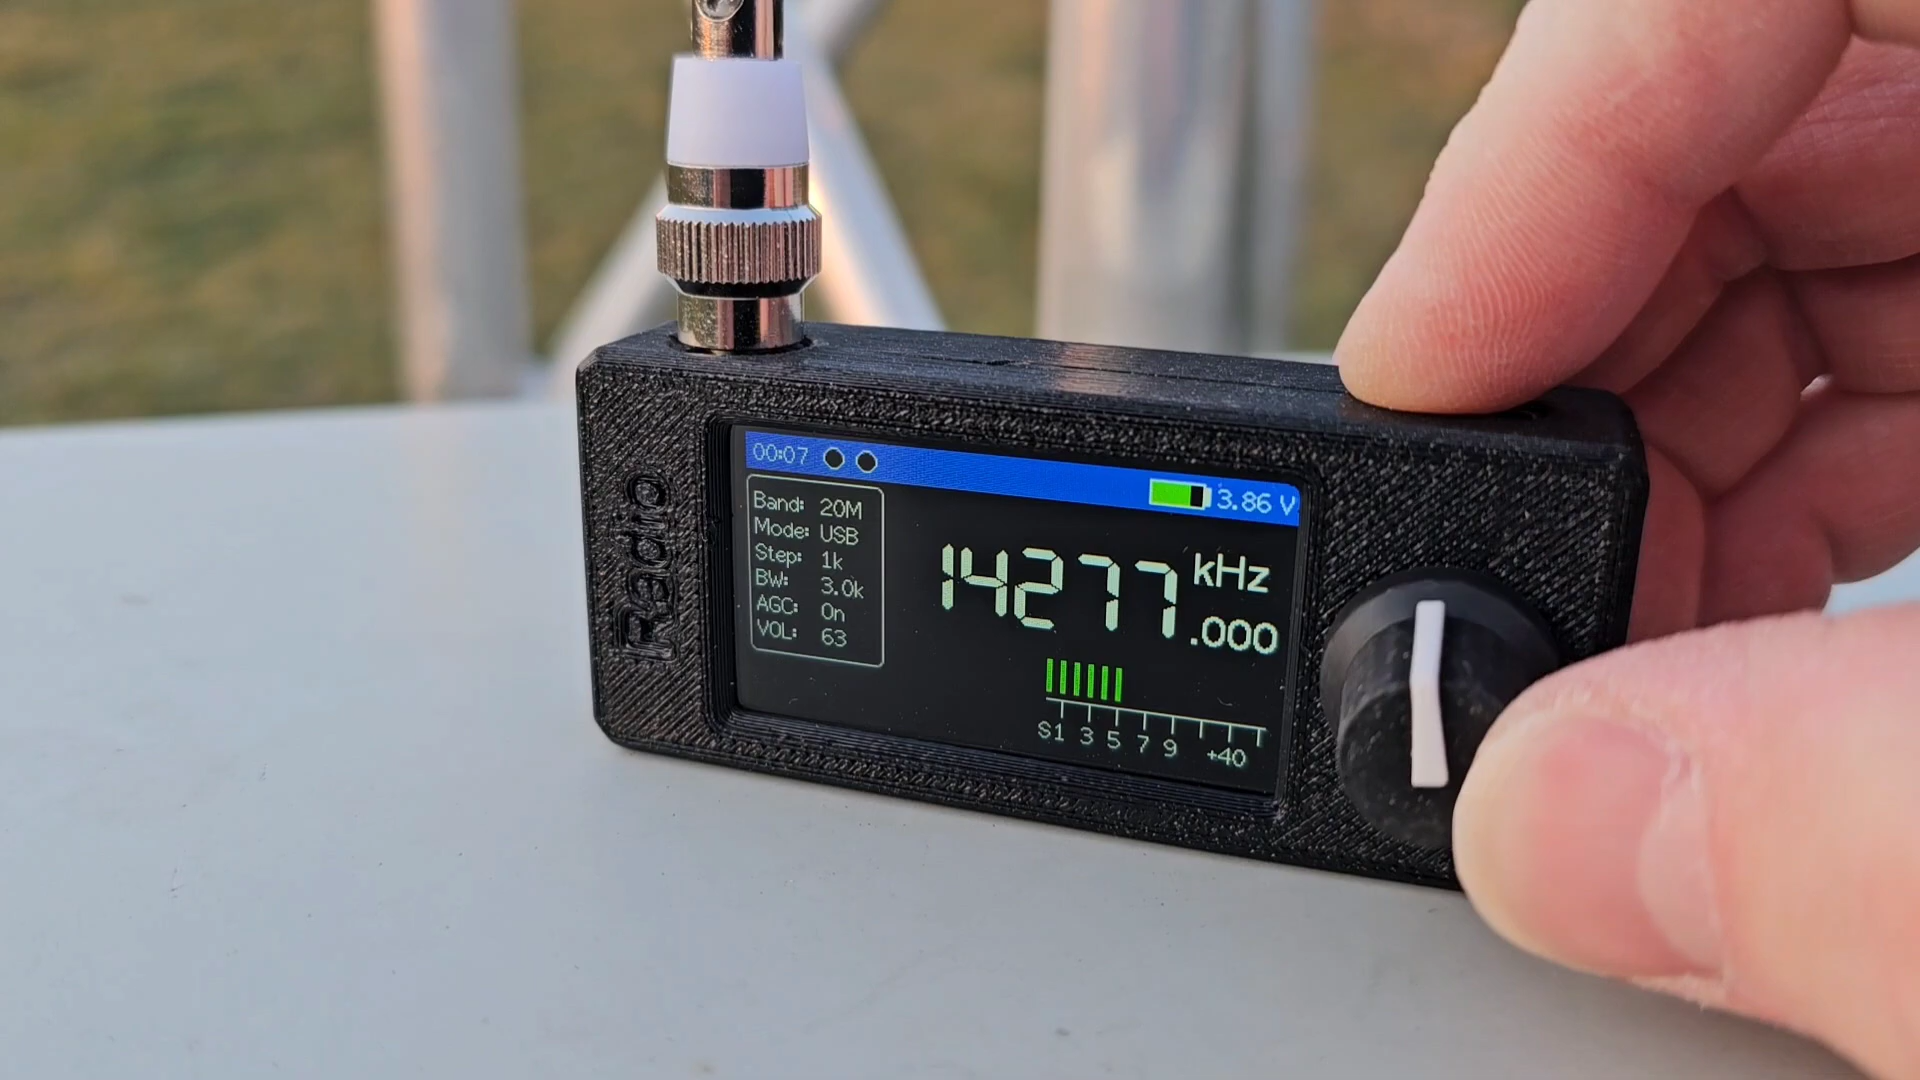 iRadio
00:07
3.86 V
Band: 20M
Mode: USB
Step: 1k
BW: 3.0k
AGC: On
VOL: 63
14277 kHz
.000
S1 3 5 7 9 +40